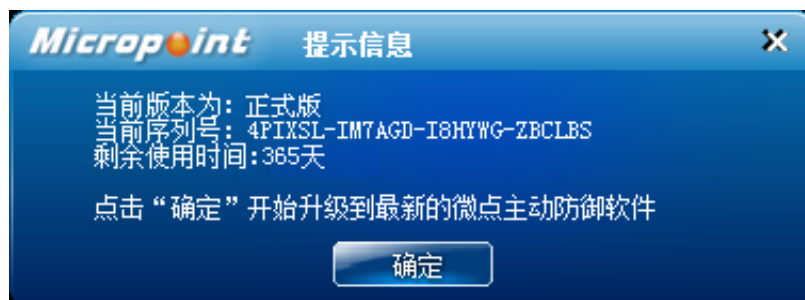 Micropoint 提示信息
当前版本为：正式版
当前序列号：4PIXSL-IM7AGD-I8HYWG-ZBCLBS
剩余使用时间:365天
点击“确定”开始升级到最新的微点主动防御软件
确定